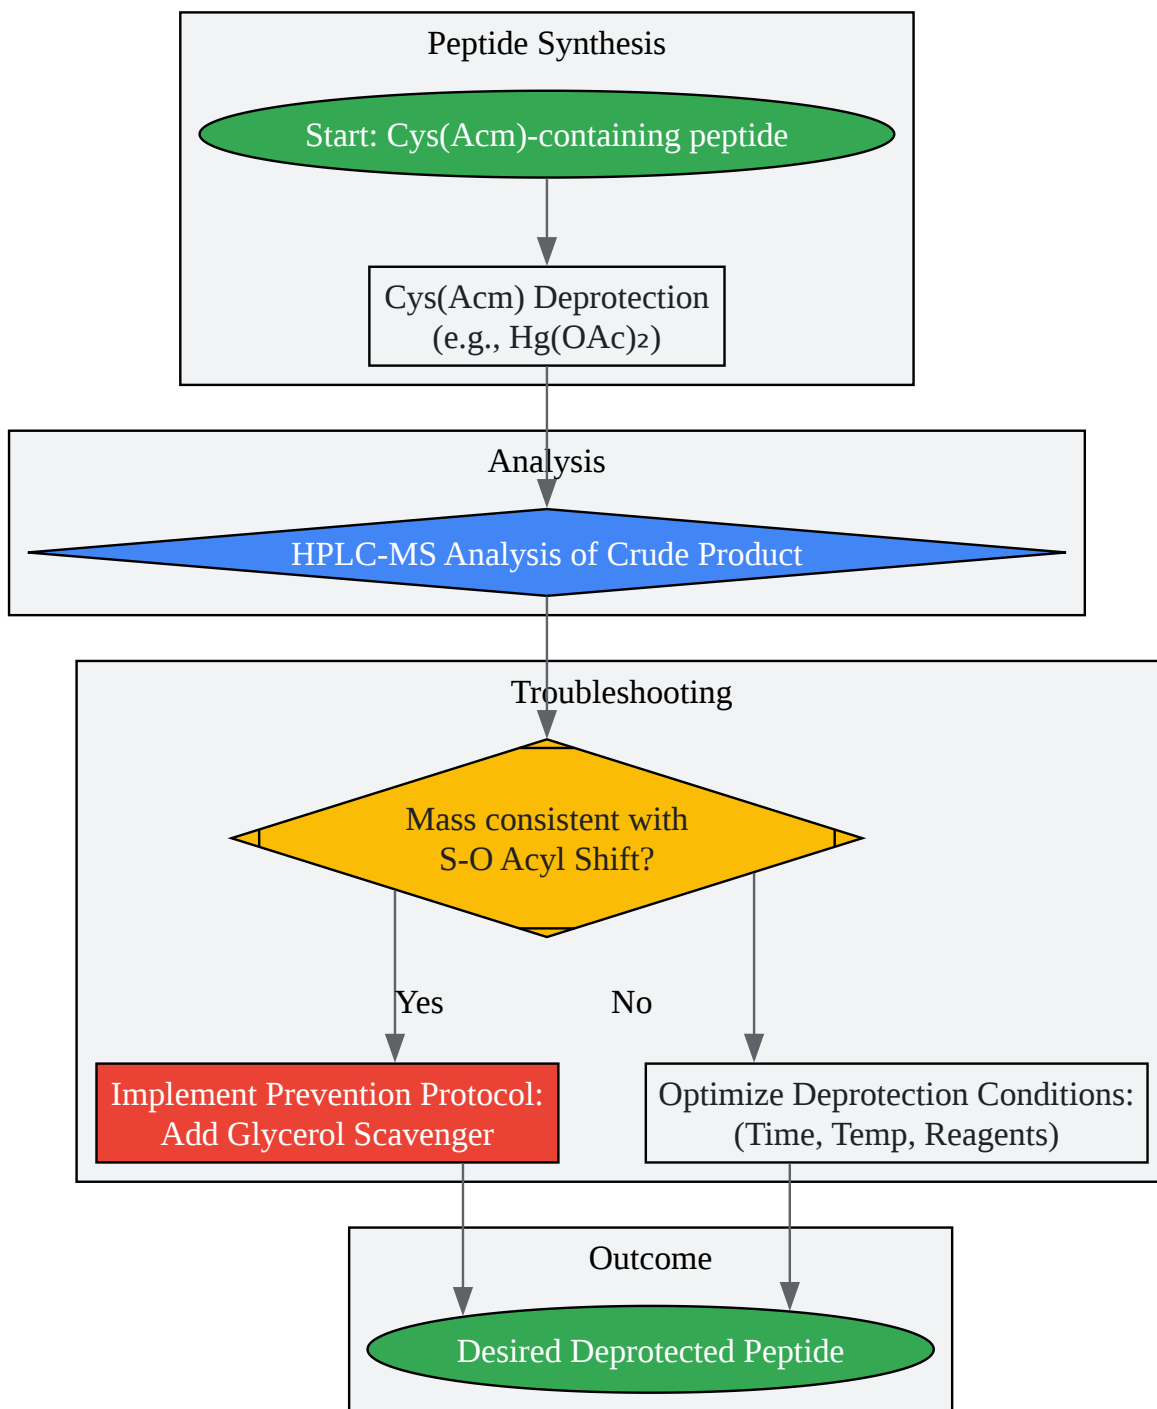 Peptide Synthesis
Start: Cys(Acm)-containing peptide
Cys(Acm) Deprotection
(e.g., Hg(OAc)₂)
Analysis
HPLC-MS Analysis of Crude Product
Troubleshooting
Mass consistent with
S-O Acyl Shift?
Yes
No
Implement Prevention Protocol:
Add Glycerol Scavenger
Optimize Deprotection Conditions:
(Time, Temp, Reagents)
Outcome
Desired Deprotected Peptide